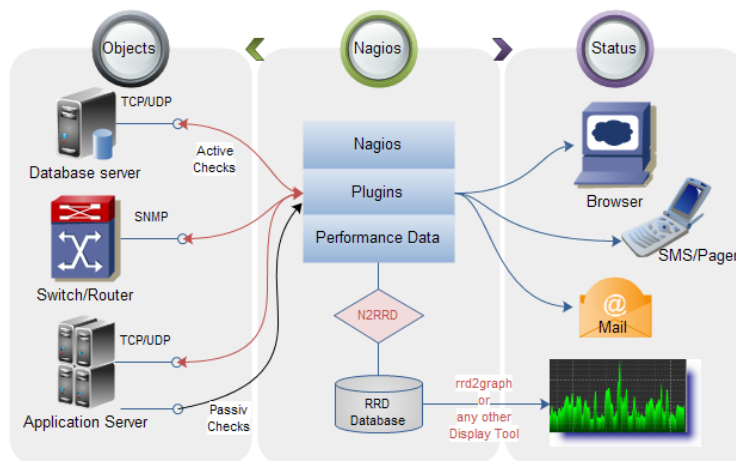 Objects
Nagios
Status
TCP/UDP
Active
Checks
Database server
SNMP
Switch/Router
TCP/UDP
Application Server
Passiv
Checks
Nagios
Plugins
Performance Data
N2RRD
RRD
Database
rrd2graph
or
any other
Display Tool
Browser
SMS/Pager
@
Mail